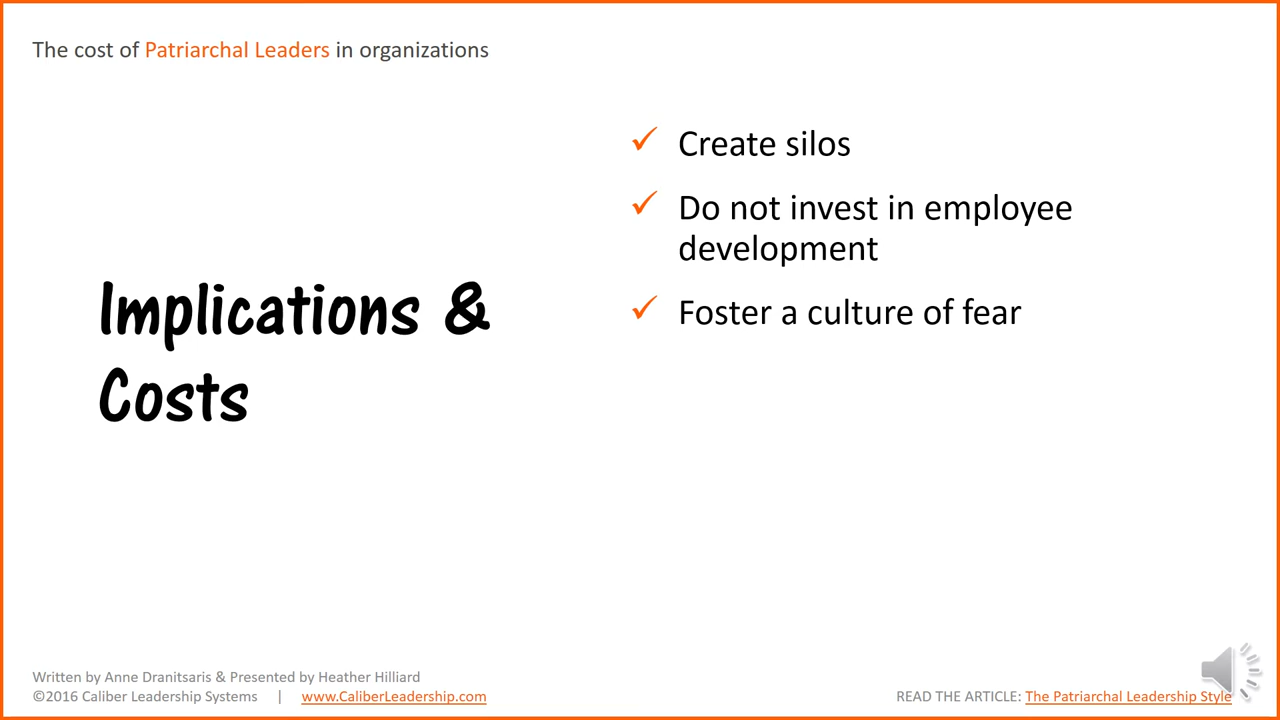 The cost of Patriarchal Leaders in organizations
Implications &
Costs
✓ Create silos
✓ Do not invest in employee
development
✓ Foster a culture of fear
Written by Anne Dranitsaris & Presented by Heather Hilliard
©2016 Caliber Leadership Systems | www.CaliberLeadership.com
READ THE ARTICLE: The Patriarchal Leadership Style